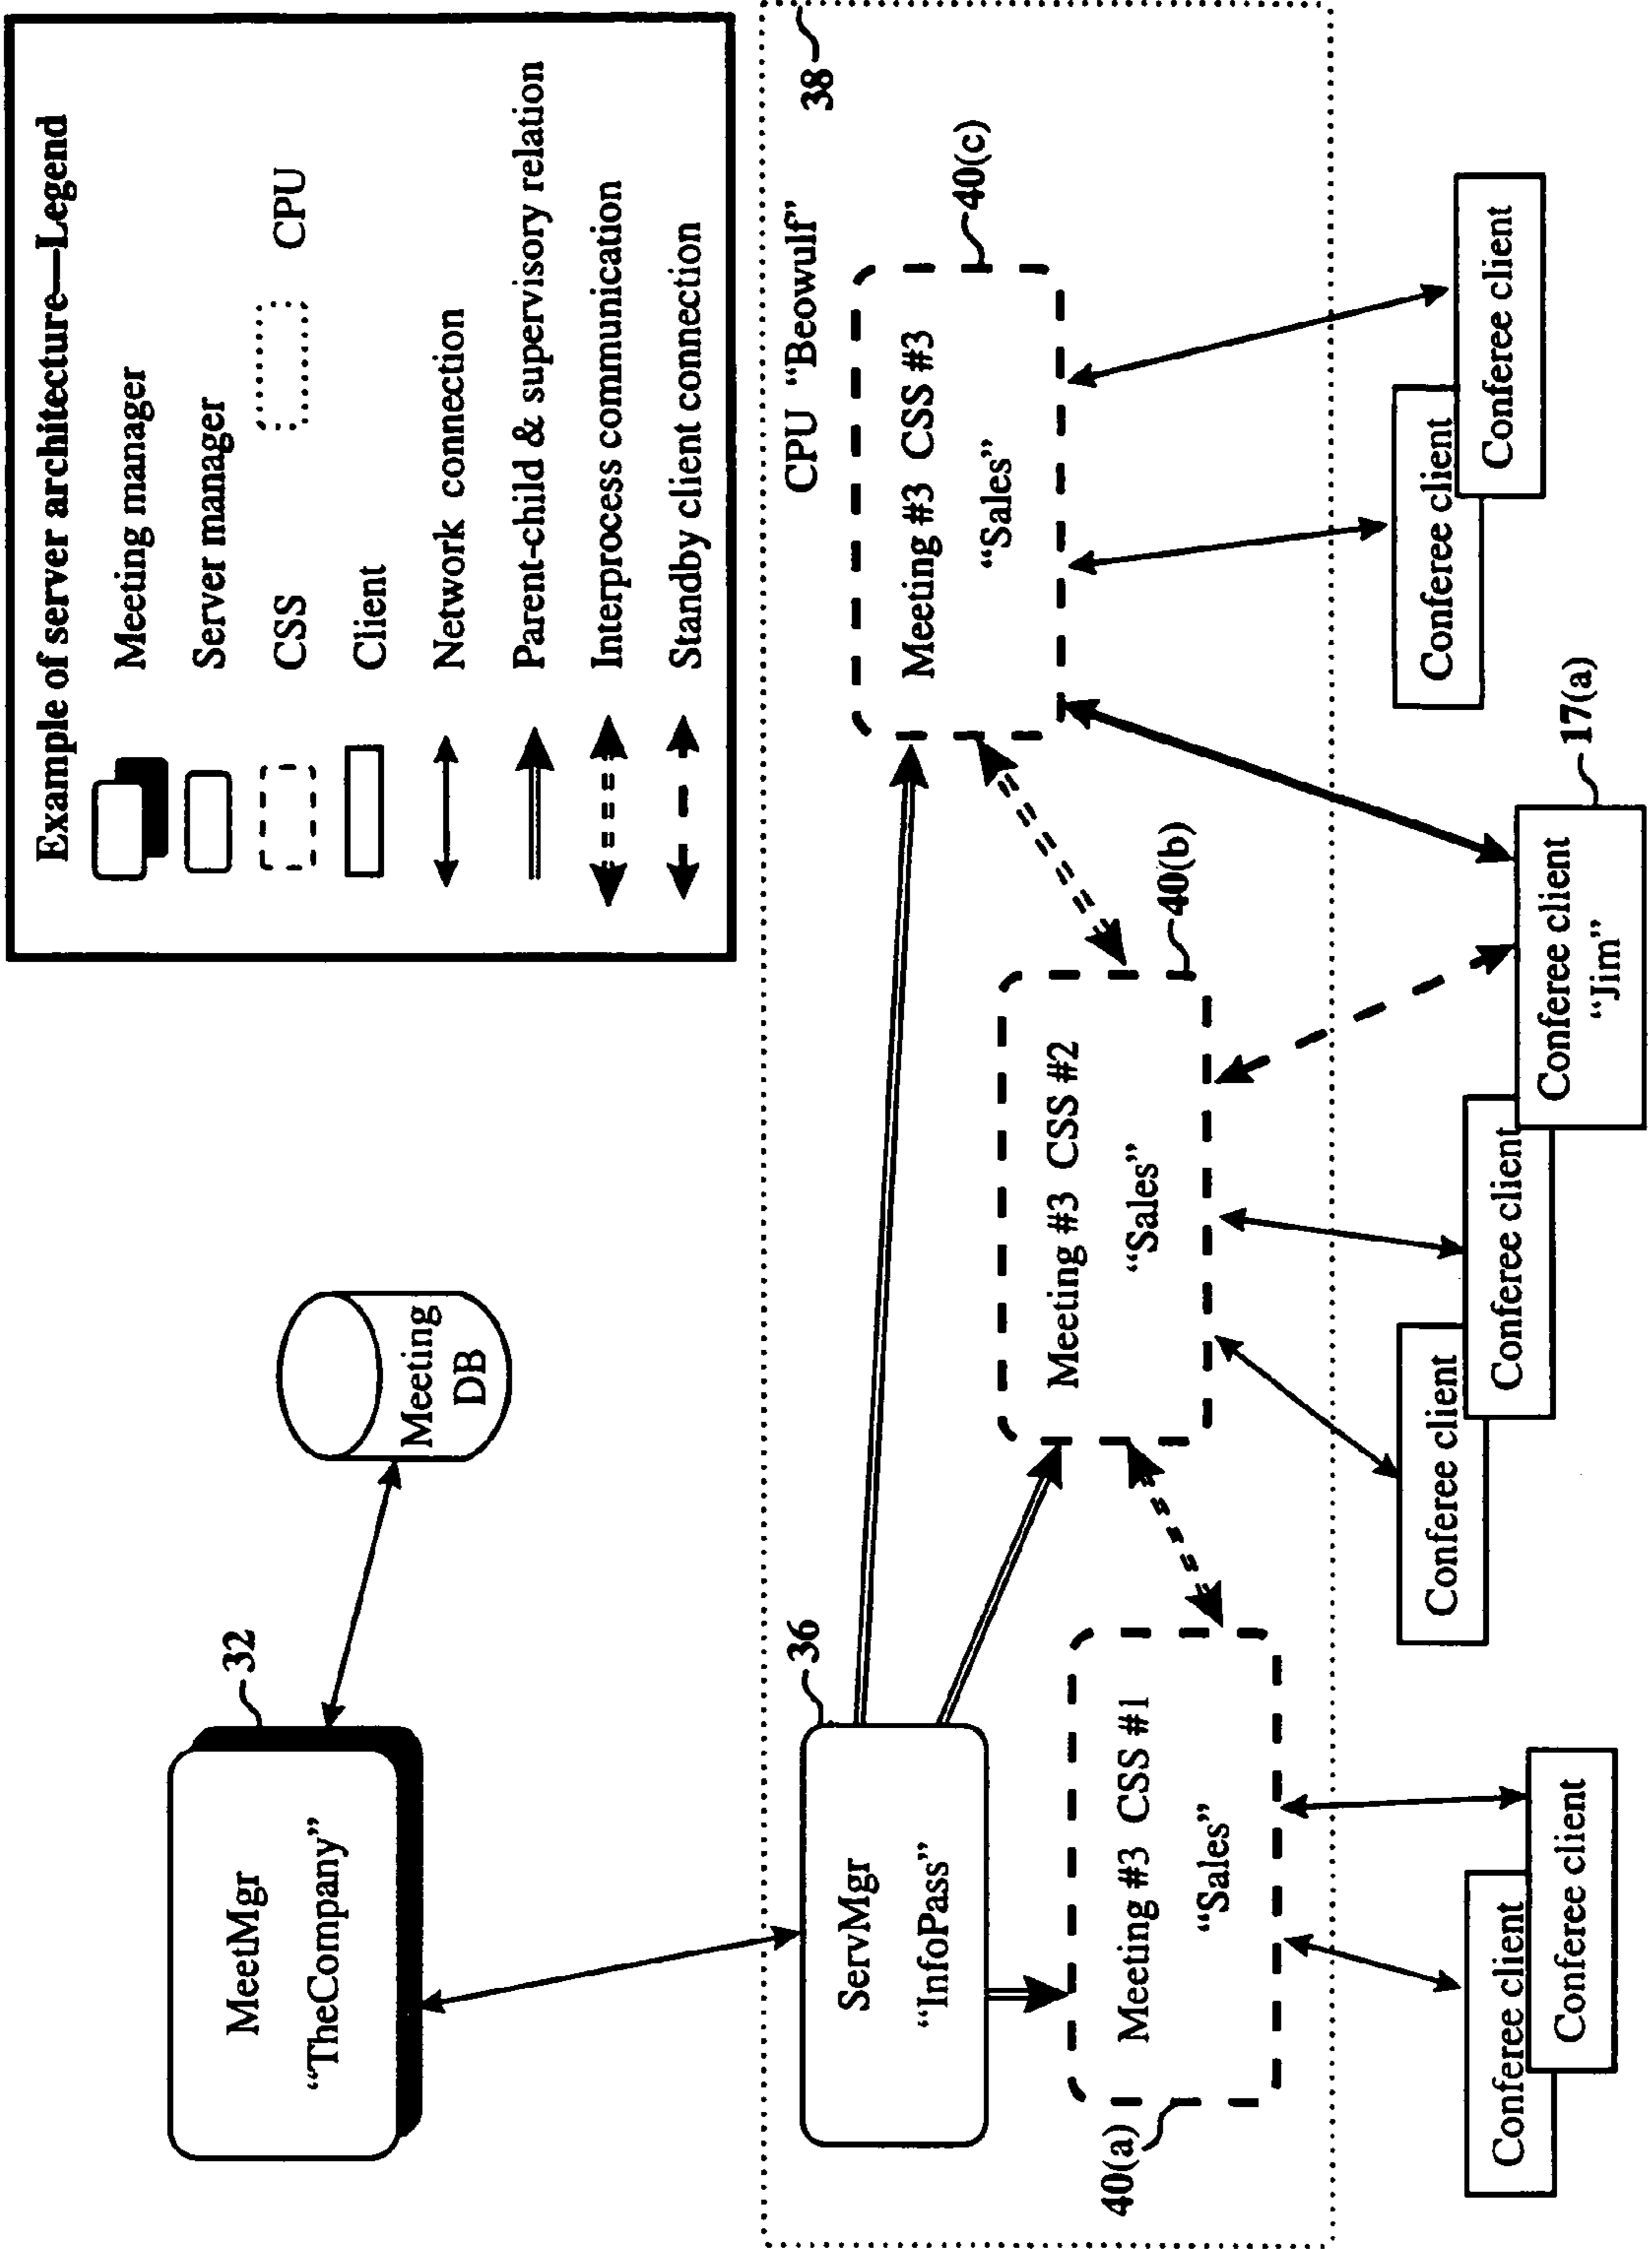 Example of server architecture—Legend
Meeting manager
Server manager
CSS
CPU
Client
Network connection
Parent-child & supervisory relation
Interprocess communication
Standby client connection
MeetMgr
“TheCompany”
32
Meeting
DB
CPU “Beowulf”
38
ServMgr
“InfoPass”
36
Meeting #3 CSS #1
“Sales”
40(a)
Meeting #3 CSS #2
“Sales”
40(b)
Meeting #3 CSS #3
“Sales”
40(c)
Conferee client
Conferee client
Conferee client
Conferee client
Conferee client
“Jim”
17(a)
Conferee client
Conferee client